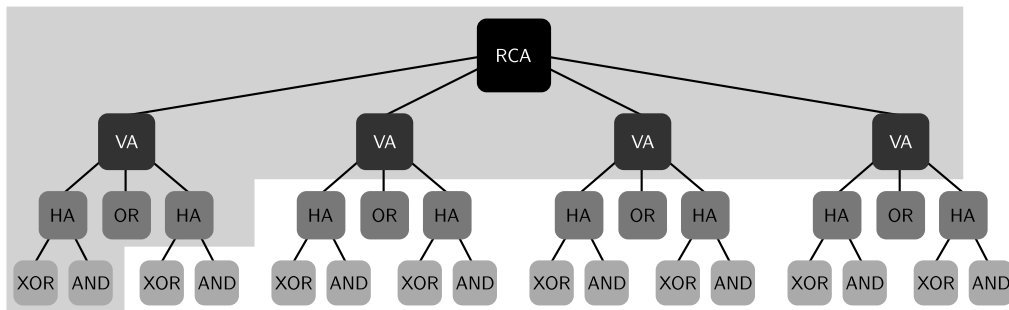 RCA
VA VA VA VA
HA OR HA HA OR HA HA OR HA HA OR HA
XOR AND XOR AND XOR AND XOR AND XOR AND XOR AND XOR AND XOR AND